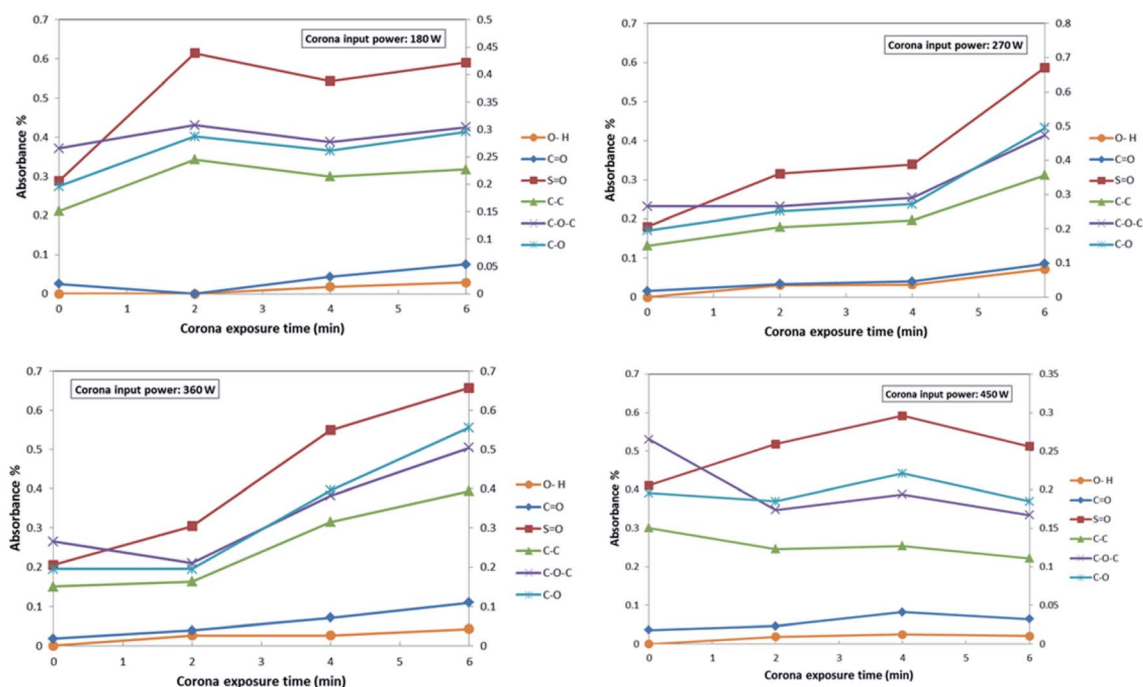 Corona input power: 180 W
Absorbance %
0.7
0.6
0.5
0.4
0.3
0.2
0.1
0
0.5
0.45
0.4
0.35
0.3
0.25
0.2
0.15
0.1
0.05
0
0 1 2 3 4 5 6
Corona exposure time (min)
O- H
C=O
S=O
C-C
C-O-C
C-O
Corona input power: 270 W
Absorbance %
0.7
0.6
0.5
0.4
0.3
0.2
0.1
0
0.8
0.7
0.6
0.5
0.4
0.3
0.2
0.1
0
0 1 2 3 4 5 6
Corona exposure time (min)
O- H
C=O
S=O
C-C
C-O-C
C-O
Corona input power: 360 W
Absorbance %
0.7
0.6
0.5
0.4
0.3
0.2
0.1
0
0.7
0.6
0.5
0.4
0.3
0.2
0.1
0
0 1 2 3 4 5 6
Corona exposure time (min)
O- H
C=O
S=O
C-C
C-O-C
C-O
Corona input power: 450 W
Absorbance %
0.7
0.6
0.5
0.4
0.3
0.2
0.1
0
0.35
0.3
0.25
0.2
0.15
0.1
0.05
0
0 1 2 3 4 5 6
Corona exposure time (min)
O- H
C=O
S=O
C-C
C-O-C
C-O